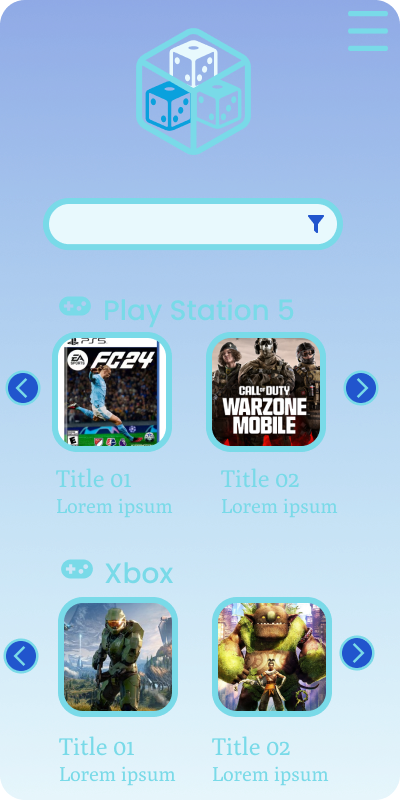 Play Station 5
PS5
EA SPORTS FC24
CALL OF DUTY
WARZONE
MOBILE
Title 01
Title 02
Lorem ipsum
Lorem ipsum
Xbox
Title 01
Title 02
Lorem ipsum
Lorem ipsum